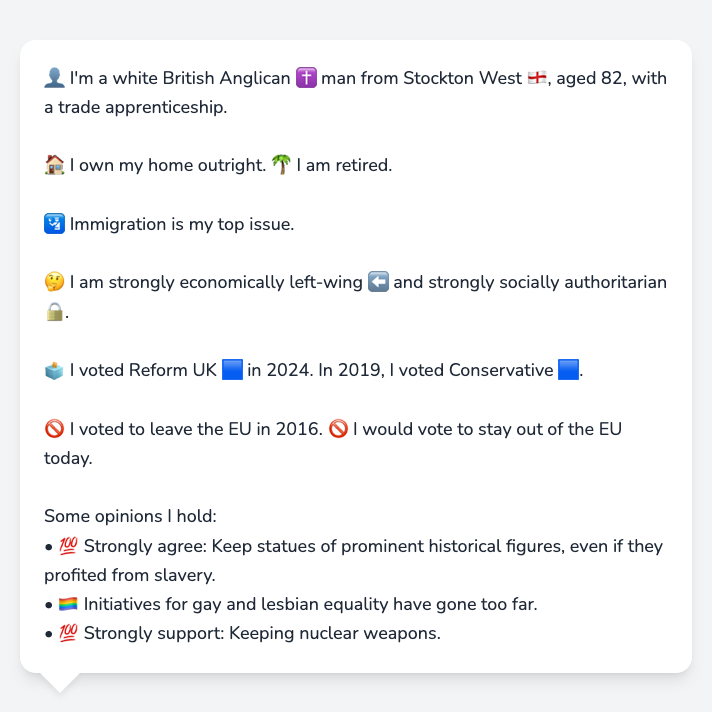 👤 I'm a white British Anglican ✝️ man from Stockton West 🏴󠁧󠁢󠁥󠁮󠁧󠁿, aged 82, with
a trade apprenticeship.
🏠 I own my home outright. 🌴 I am retired.
🛂 Immigration is my top issue.
🤔 I am strongly economically left-wing ⬅️ and strongly socially authoritarian
🔒.
🗳️ I voted Reform UK 🟦 in 2024. In 2019, I voted Conservative 🟦.
🚫 I voted to leave the EU in 2016. 🚫 I would vote to stay out of the EU
today.
Some opinions I hold:
• 💯 Strongly agree: Keep statues of prominent historical figures, even if they
profited from slavery.
• 🏳️‍🌈 Initiatives for gay and lesbian equality have gone too far.
• 💯 Strongly support: Keeping nuclear weapons.